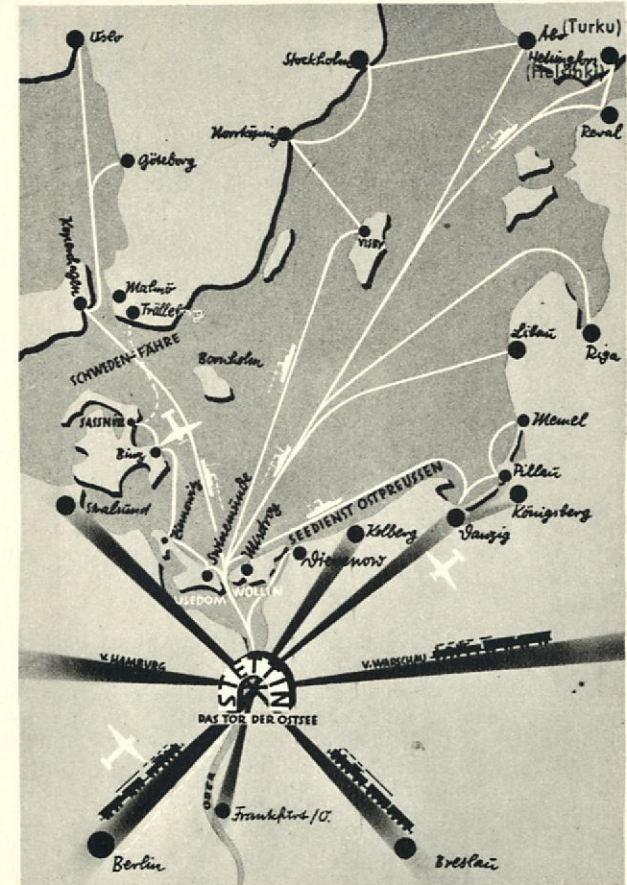 Oslo
Stockholm
Åbo (Turku)
Helsingfors
(Helsinki)
Reval
Norrköping
Göteborg
VISBY
Kopenhagen
Malmö
Trälleborg
SCHWEDEN-FÄHRE
Bornholm
Libau
Riga
SASSNITZ
Binz
Memel
Pillau
Königsberg
Stralsund
Zinnowitz
Swinemünde
Misdroy
SEEDIENST OSTPREUSSEN
Kolberg
Danzig
Dievenow
USEDOM
WOLLIN
V. HAMBURG
V. WARSCHAU
STETTIN
DAS TOR DER OSTSEE
ODER
Frankfurt/O.
Berlin
Breslau